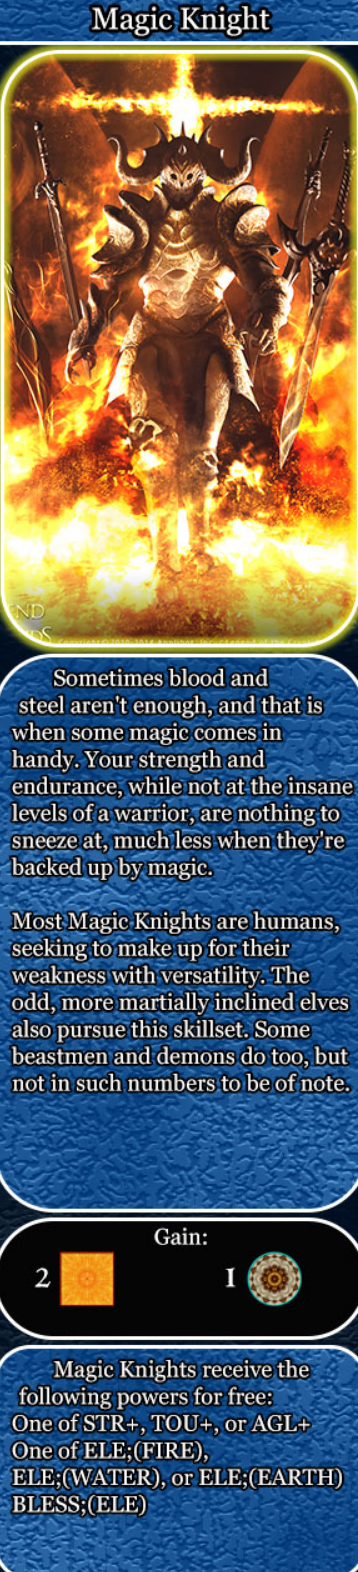 Magic Knight
END
DS
Sometimes blood and
steel aren't enough, and that is
when some magic comes in
handy. Your strength and
endurance, while not at the insane
levels of a warrior, are nothing to
sneeze at, much less when they're
backed up by magic.
Most Magic Knights are humans,
seeking to make up for their
weakness with versatility. The
odd, more martially inclined elves
also pursue this skillset. Some
beastmen and demons do too, but
not in such numbers to be of note.
Gain:
2 1
Magic Knights receive the
following powers for free:
One of STR+, TOU+, or AGL+
One of ELE;(FIRE),
ELE;(WATER), or ELE;(EARTH)
BLESS;(ELE)